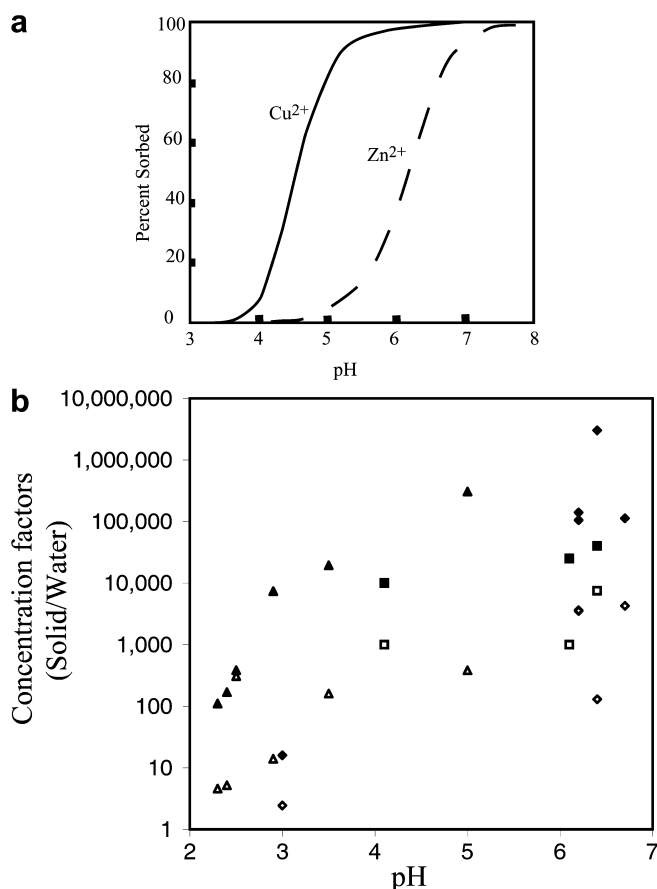 a
100
80
60
40
20
0
Percent Sorbed
Cu²⁺
Zn²⁺
3 4 5 6 7 8
pH
b
10,000,000
1,000,000
100,000
10,000
1,000
100
10
1
Concentration factors
(Solid/Water)
2 3 4 5 6 7
pH